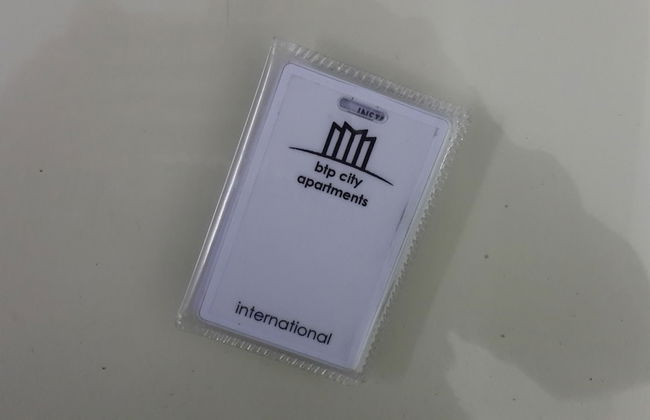 btp city
apartments
international